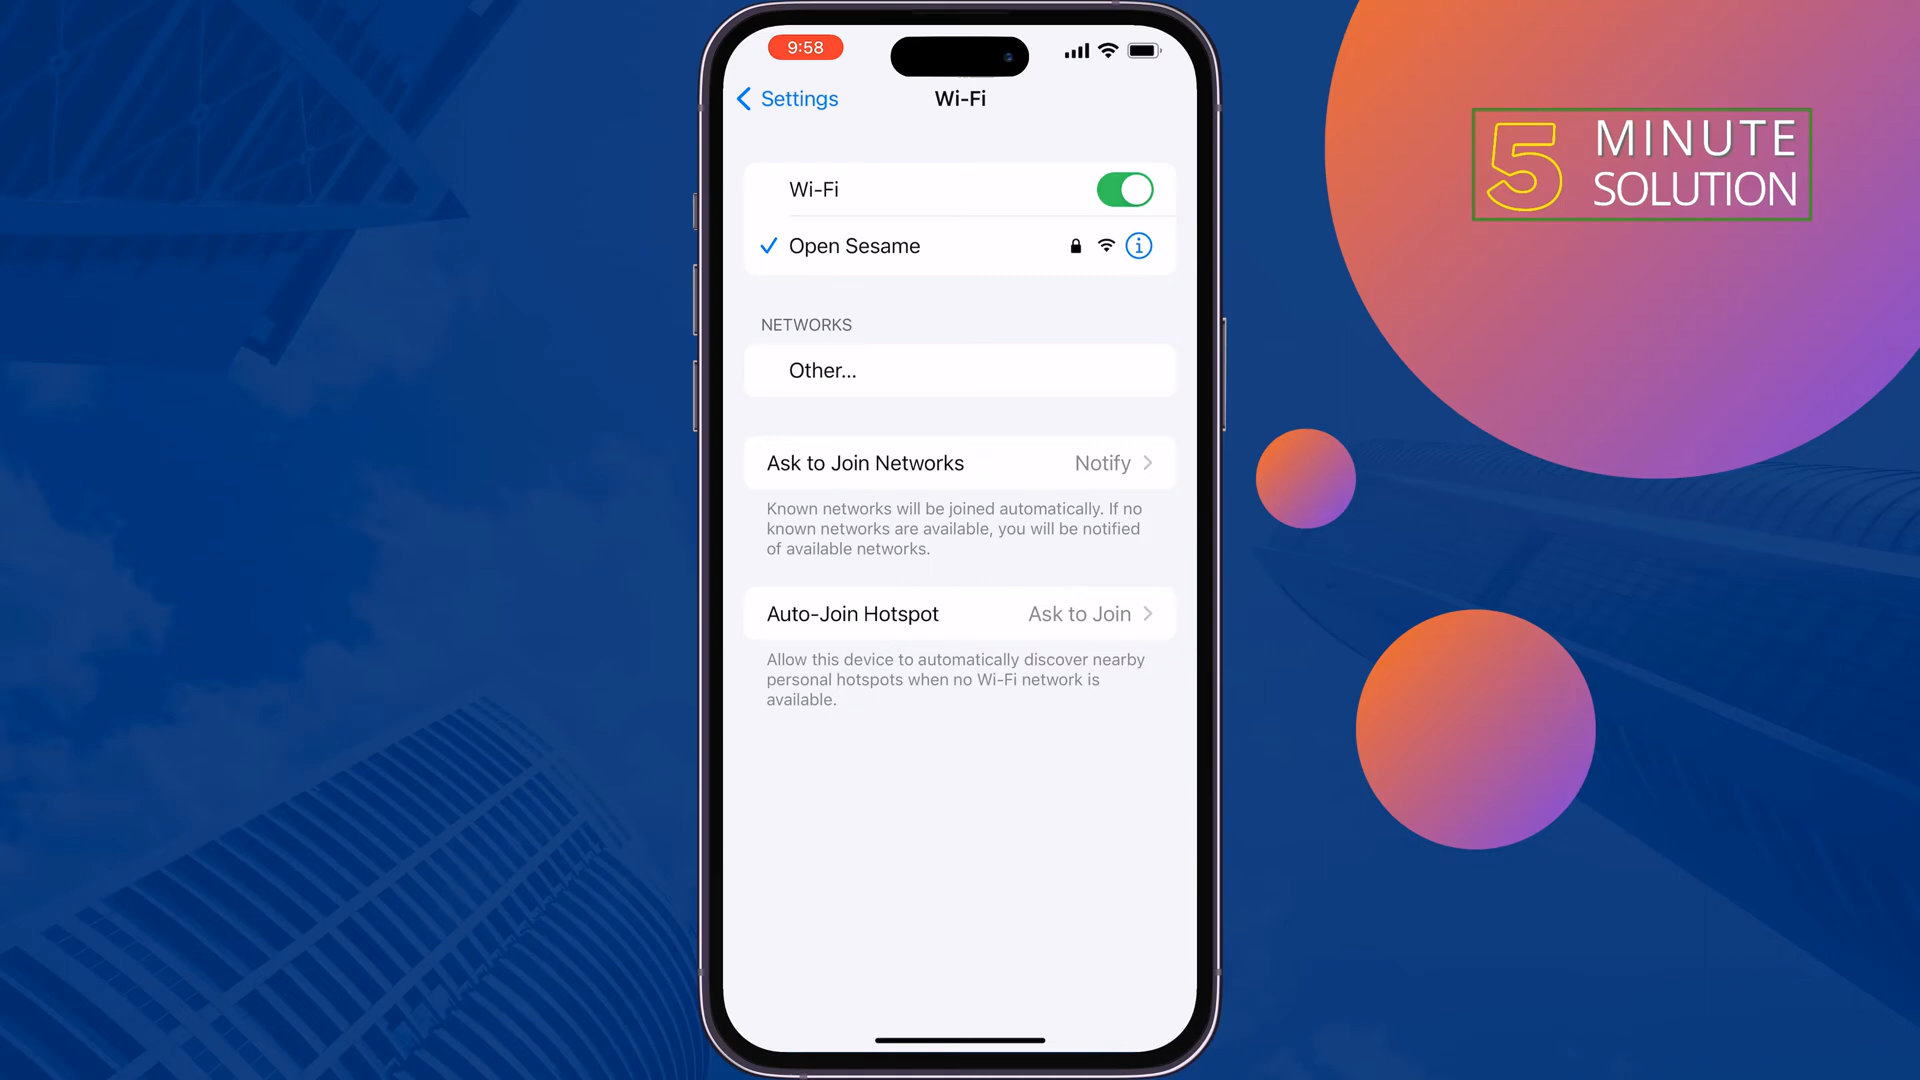 9:58
Settings
Wi-Fi
Wi-Fi
Open Sesame
NETWORKS
Other...
Ask to Join Networks Notify
Known networks will be joined automatically. If no
known networks are available, you will be notified
of available networks.
Auto-Join Hotspot Ask to Join
Allow this device to automatically discover nearby
personal hotspots when no Wi-Fi network is
available.
5 MINUTE
SOLUTION